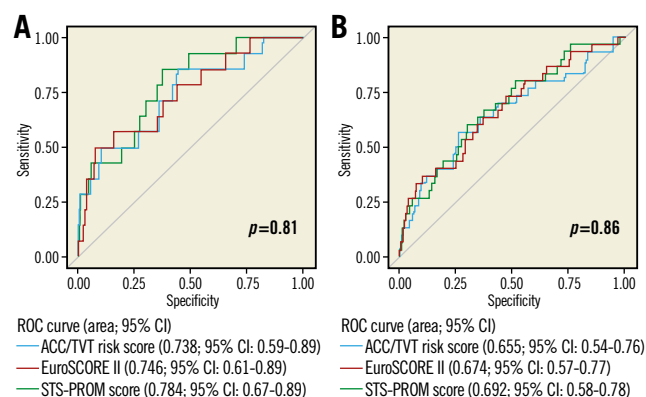 A
1.00
0.75
0.50
0.25
0.00
Sensitivity
p=0.81
0.00 0.25 0.50 0.75 1.00
Specificity
ROC curve (area; 95% CI)
ACC/TVT risk score (0.738; 95% CI: 0.59-0.89)
EuroSCORE II (0.746; 95% CI: 0.61-0.89)
STS-PROM score (0.784; 95% CI: 0.67-0.89)
B
1.00
0.75
0.50
0.25
0.00
Sensitivity
p=0.86
0.00 0.25 0.50 0.75 1.00
Specificity
ROC curve (area; 95% CI)
ACC/TVT risk score (0.655; 95% CI: 0.54-0.76)
EuroSCORE II (0.674; 95% CI: 0.57-0.77)
STS-PROM score (0.692; 95% CI: 0.58-0.78)